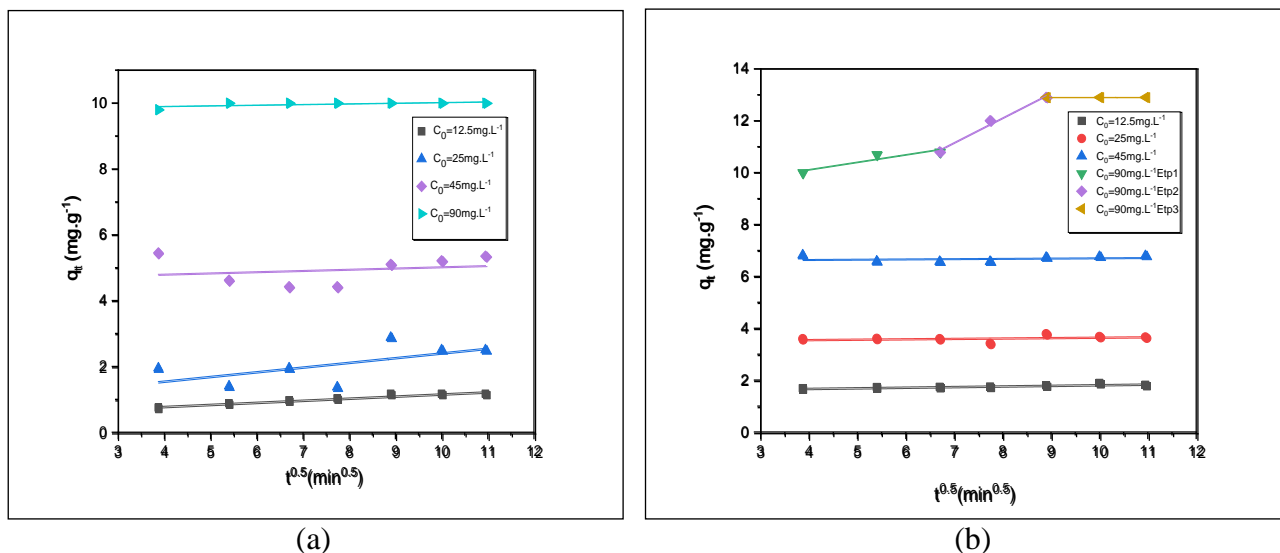 10
8
6
4
2
0
qt (mg.g-1)
3 4 5 6 7 8 9 10 11 12
t0.5(min0.5)
C0=12.5mg.L-1
C0=25mg.L-1
C0=45mg.L-1
C0=90mg.L-1
(a)
14
12
10
8
6
4
2
0
qt (mg.g-1)
3 4 5 6 7 8 9 10 11 12
t0.5(min0.5)
C0=12.5mg.L-1
C0=25mg.L-1
C0=45mg.L-1
C0=90mg.L-1Etp1
C0=90mg.L-1Etp2
C0=90mg.L-1Etp3
(b)